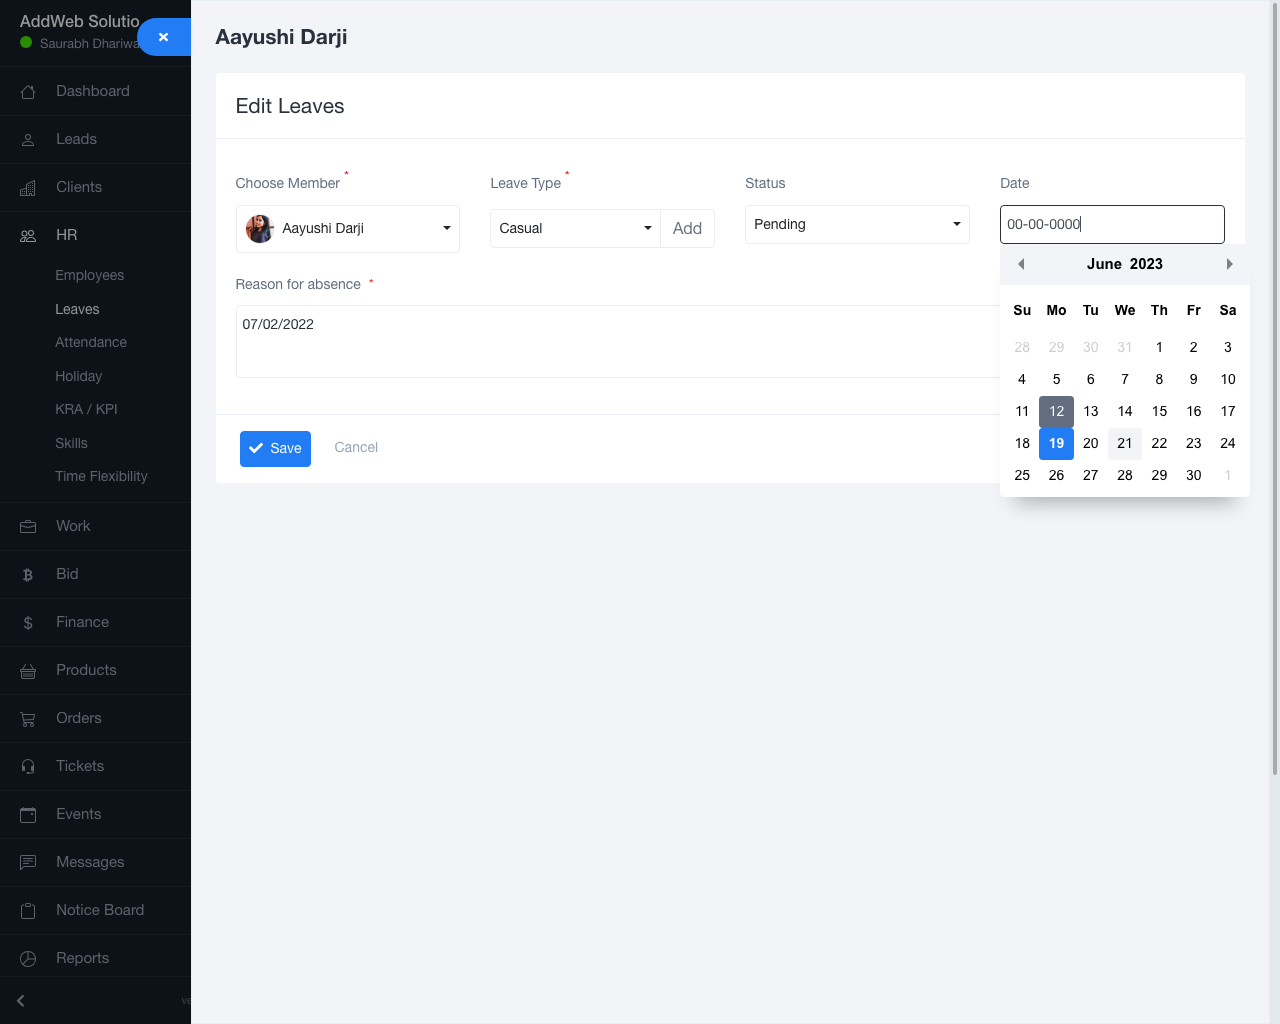 AddWeb Solutio
Saurabh Dhariwa
Dashboard
Leads
Clients
HR
Employees
Leaves
Attendance
Holiday
KRA / KPI
Skills
Time Flexibility
Work
Bid
Finance
Products
Orders
Tickets
Events
Messages
Notice Board
Reports
ve
Aayushi Darji
Edit Leaves
Choose Member *
Leave Type *
Status
Date
Aayushi Darji
Casual
Add
Pending
00-00-0000
Reason for absence *
07/02/2022
Save
Cancel
June 2023
Su Mo Tu We Th Fr Sa
28 29 30 31 1 2 3
4 5 6 7 8 9 10
11 12 13 14 15 16 17
18 19 20 21 22 23 24
25 26 27 28 29 30 1